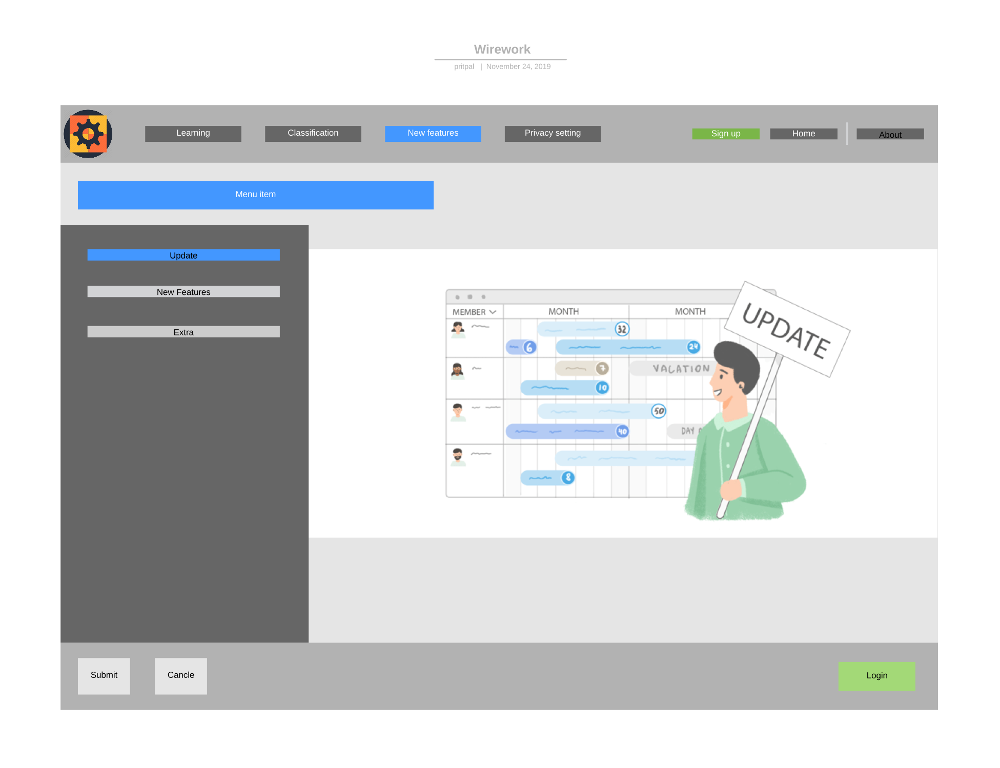 Wirework
pritpal | November 24, 2019
Learning
Classification
New features
Privacy setting
Sign up
Home
About
Menu item
Update
New Features
Extra
MEMBER
MONTH
MONTH
UPDATE
32
6
24
7
VACATION
10
50
40
DAY
8
Submit
Cancle
Login